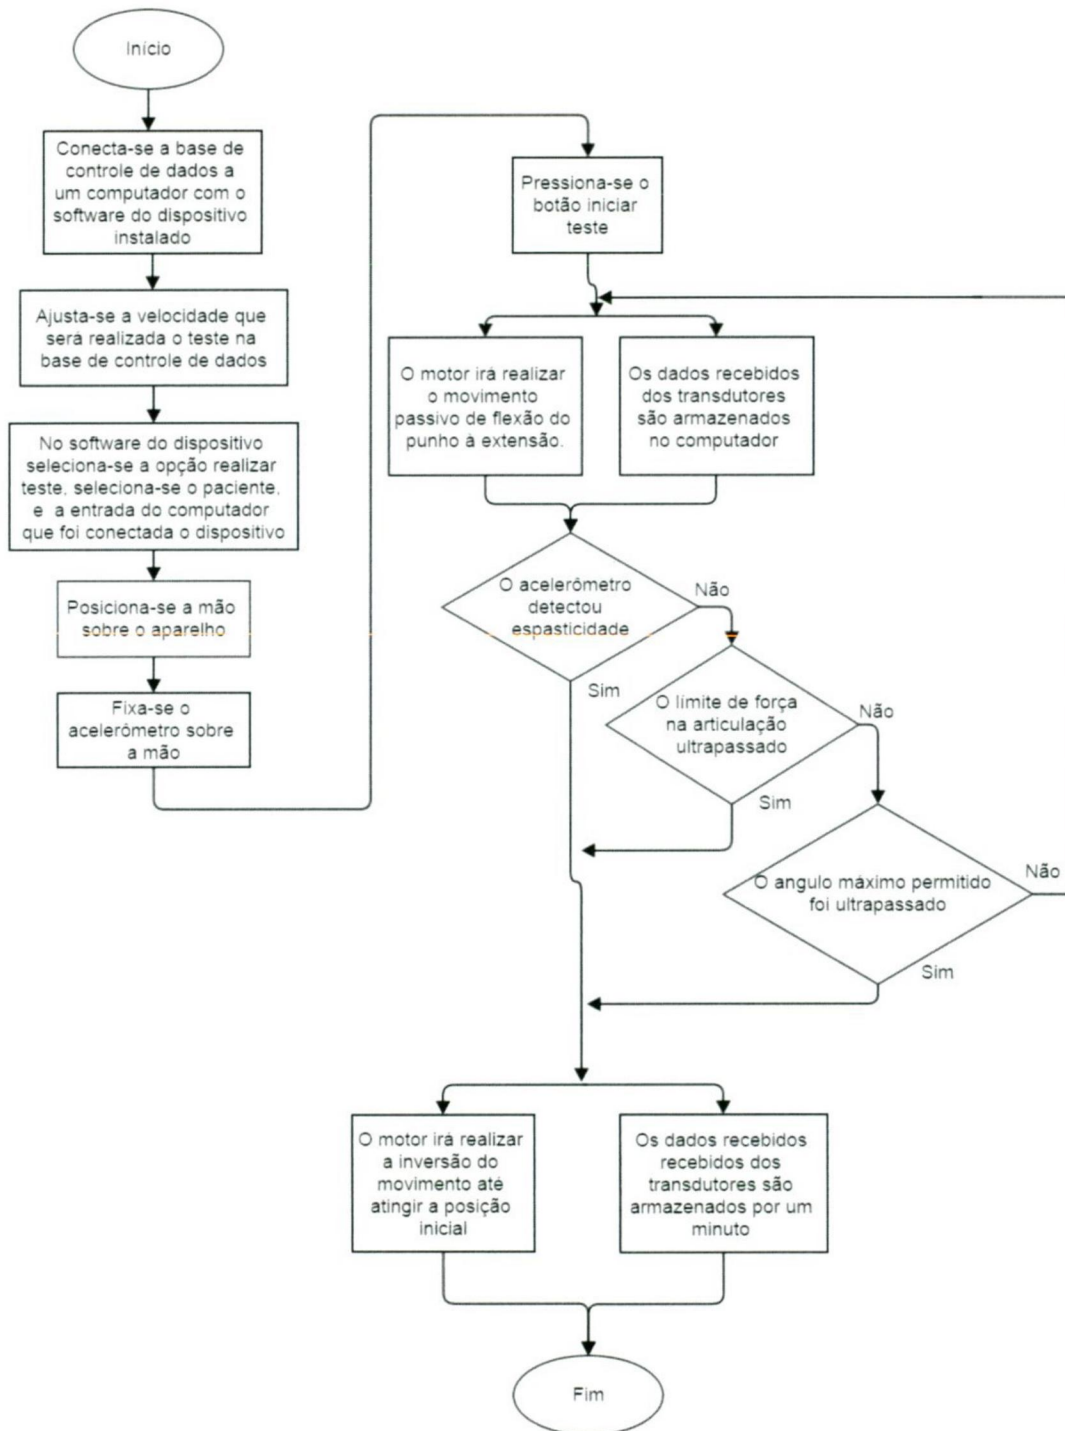 Início
Conecta-se a base de
controle de dados a
um computador com o
software do dispositivo
instalado
Ajusta-se a velocidade que
será realizada o teste na
base de controle de dados
No software do dispositivo
seleciona-se a opção realizar
teste, seleciona-se o paciente,
e a entrada do computador
que foi conectada o dispositivo
Posiciona-se a mão
sobre o aparelho
Fixa-se o
acelerômetro sobre
a mão
Pressiona-se o
botão iniciar
teste
O motor irá realizar
o movimento
passivo de flexão do
punho à extensão.
Os dados recebidos
dos transdutores
são armazenados
no computador
O acelerômetro
detectou
espasticidade
Não
Sim
O límite de força
na articulação
ultrapassado
Não
Sim
O angulo máximo permitido
foi ultrapassado
Não
Sim
O motor irá realizar
a inversão do
movimento até
atingir a posição
inicial
Os dados recebidos
recebidos dos
transdutores são
armazenados por um
minuto
Fim